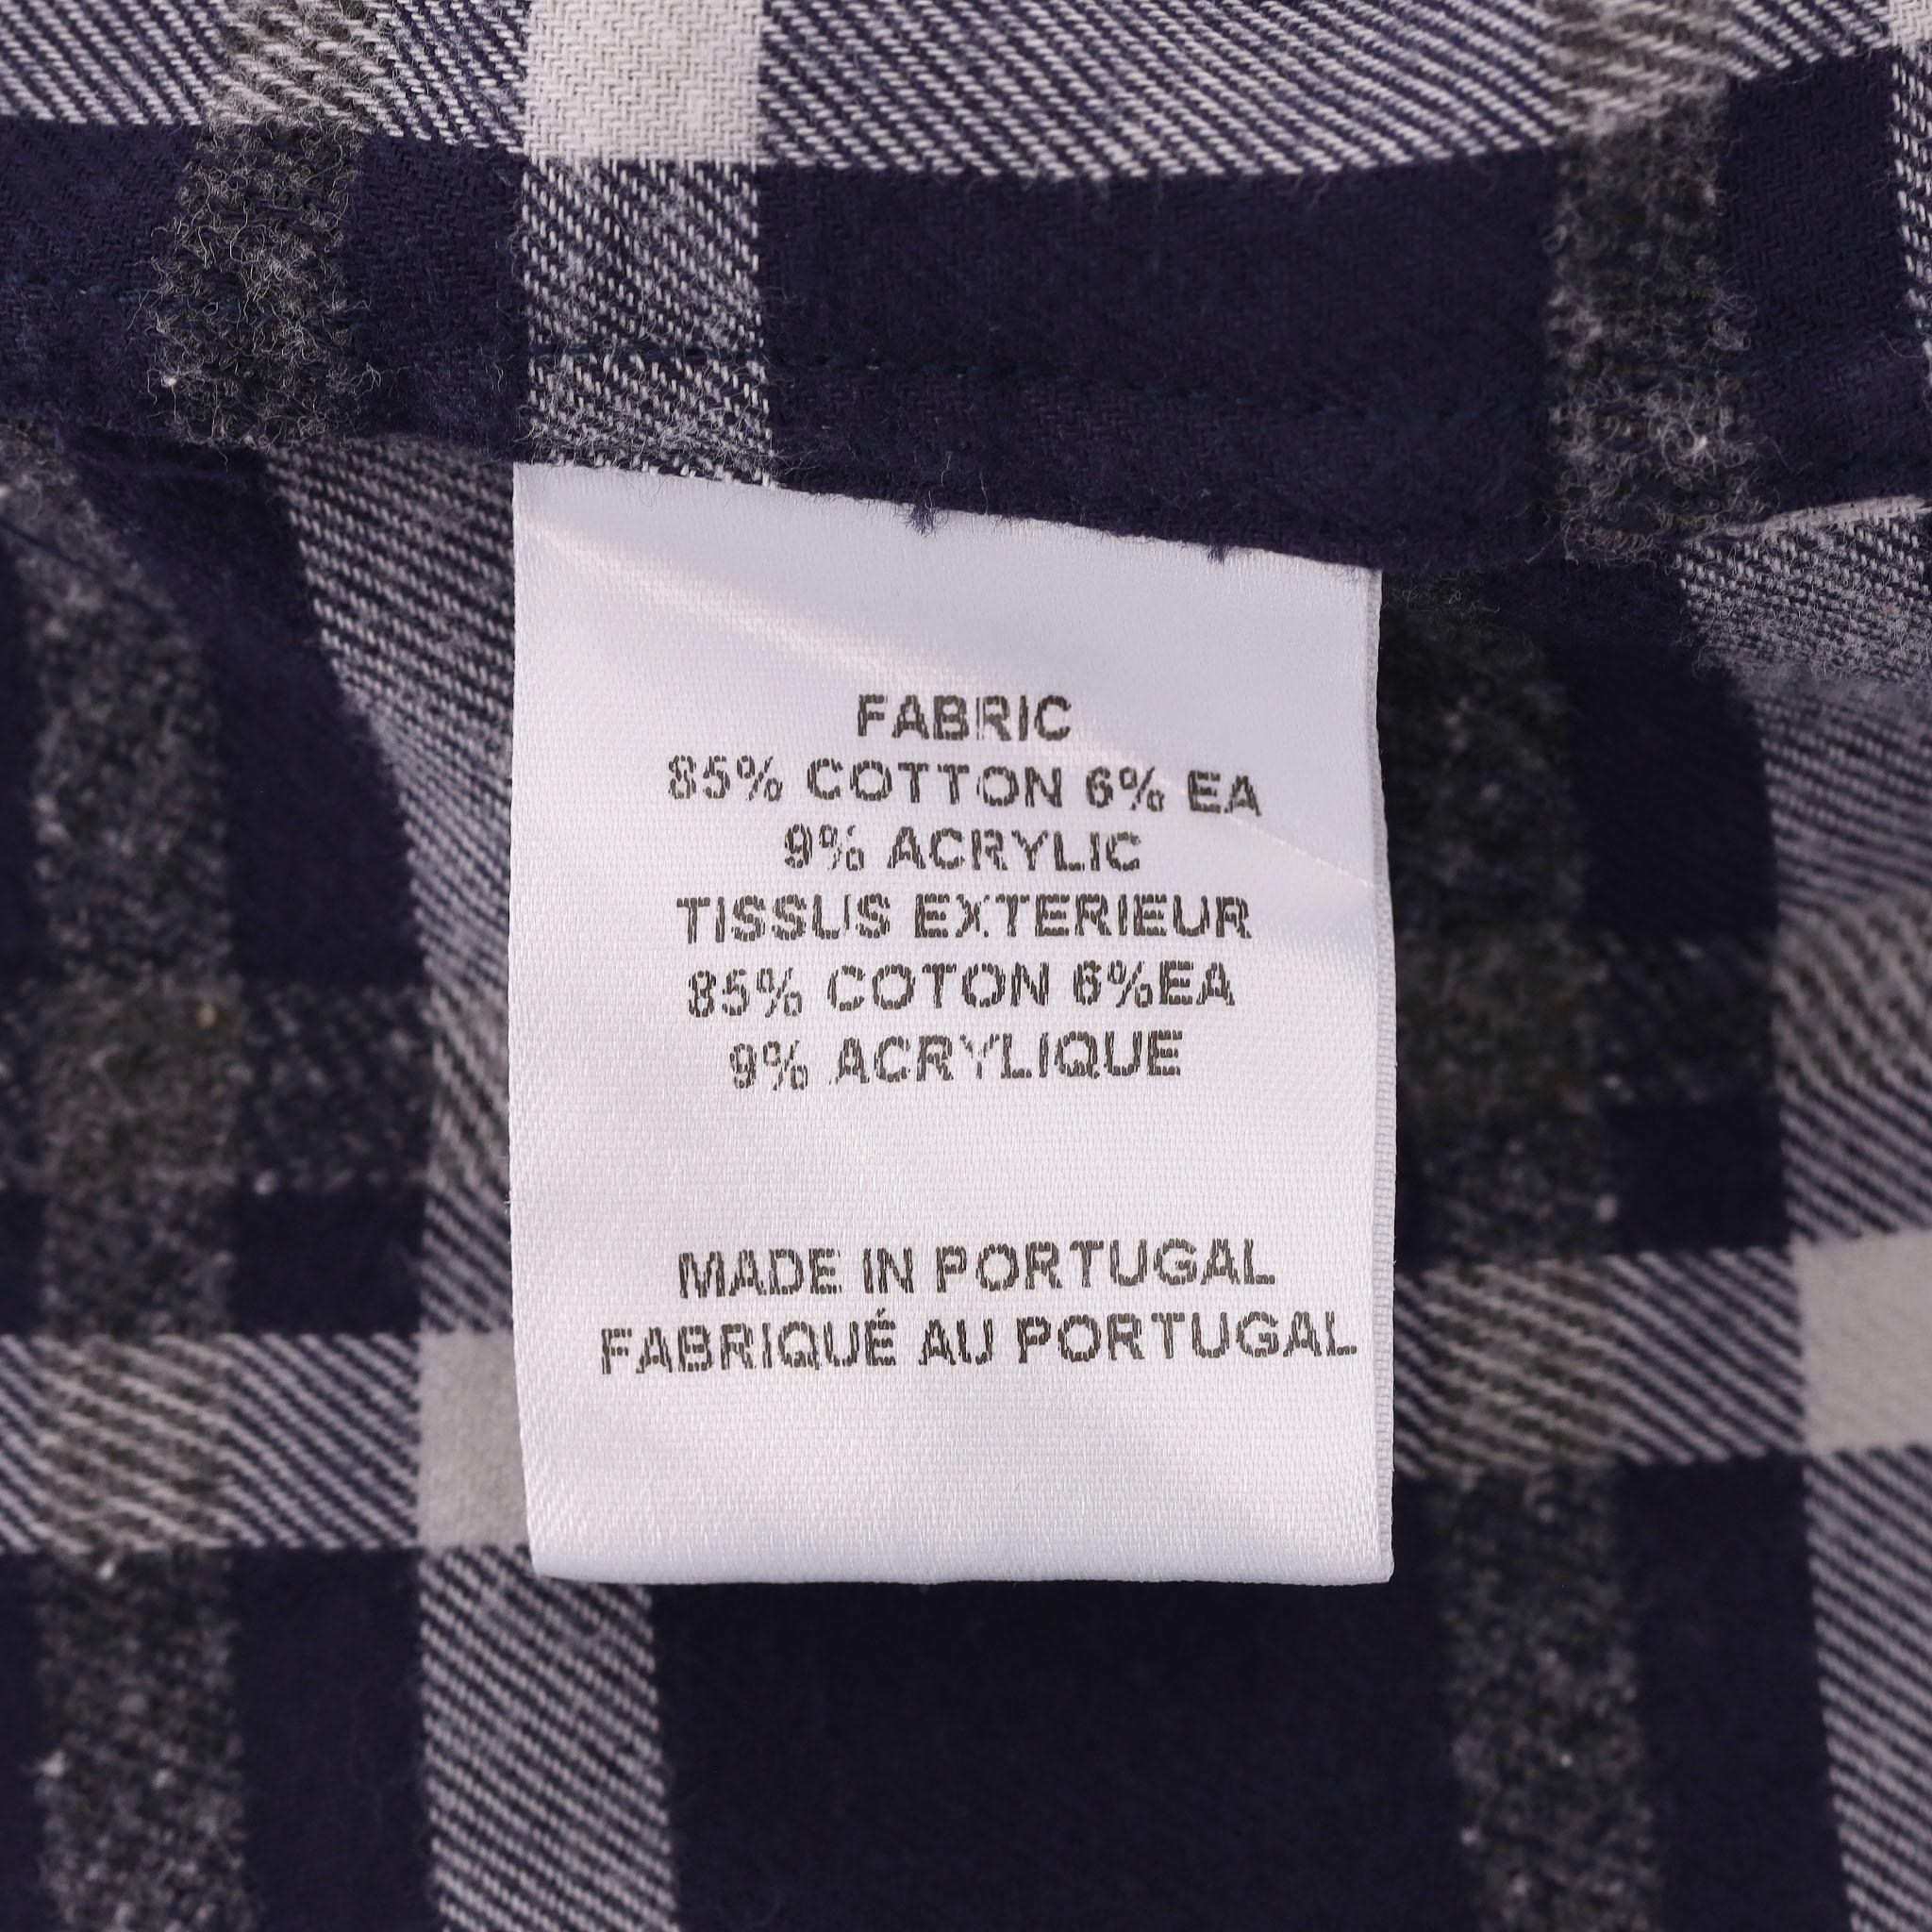 FABRIC
85% COTTON 6% EA
9% ACRYLIC
TISSUS EXTERIEUR
85% COTON 6%EA
9% ACRYLIQUE
MADE IN PORTUGAL
FABRIQUÉ AU PORTUGAL